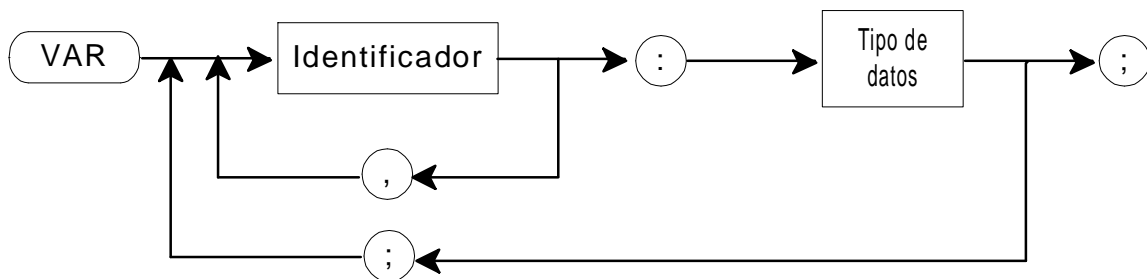 VAR
Identificador
:
Tipo de
datos
;
,
;